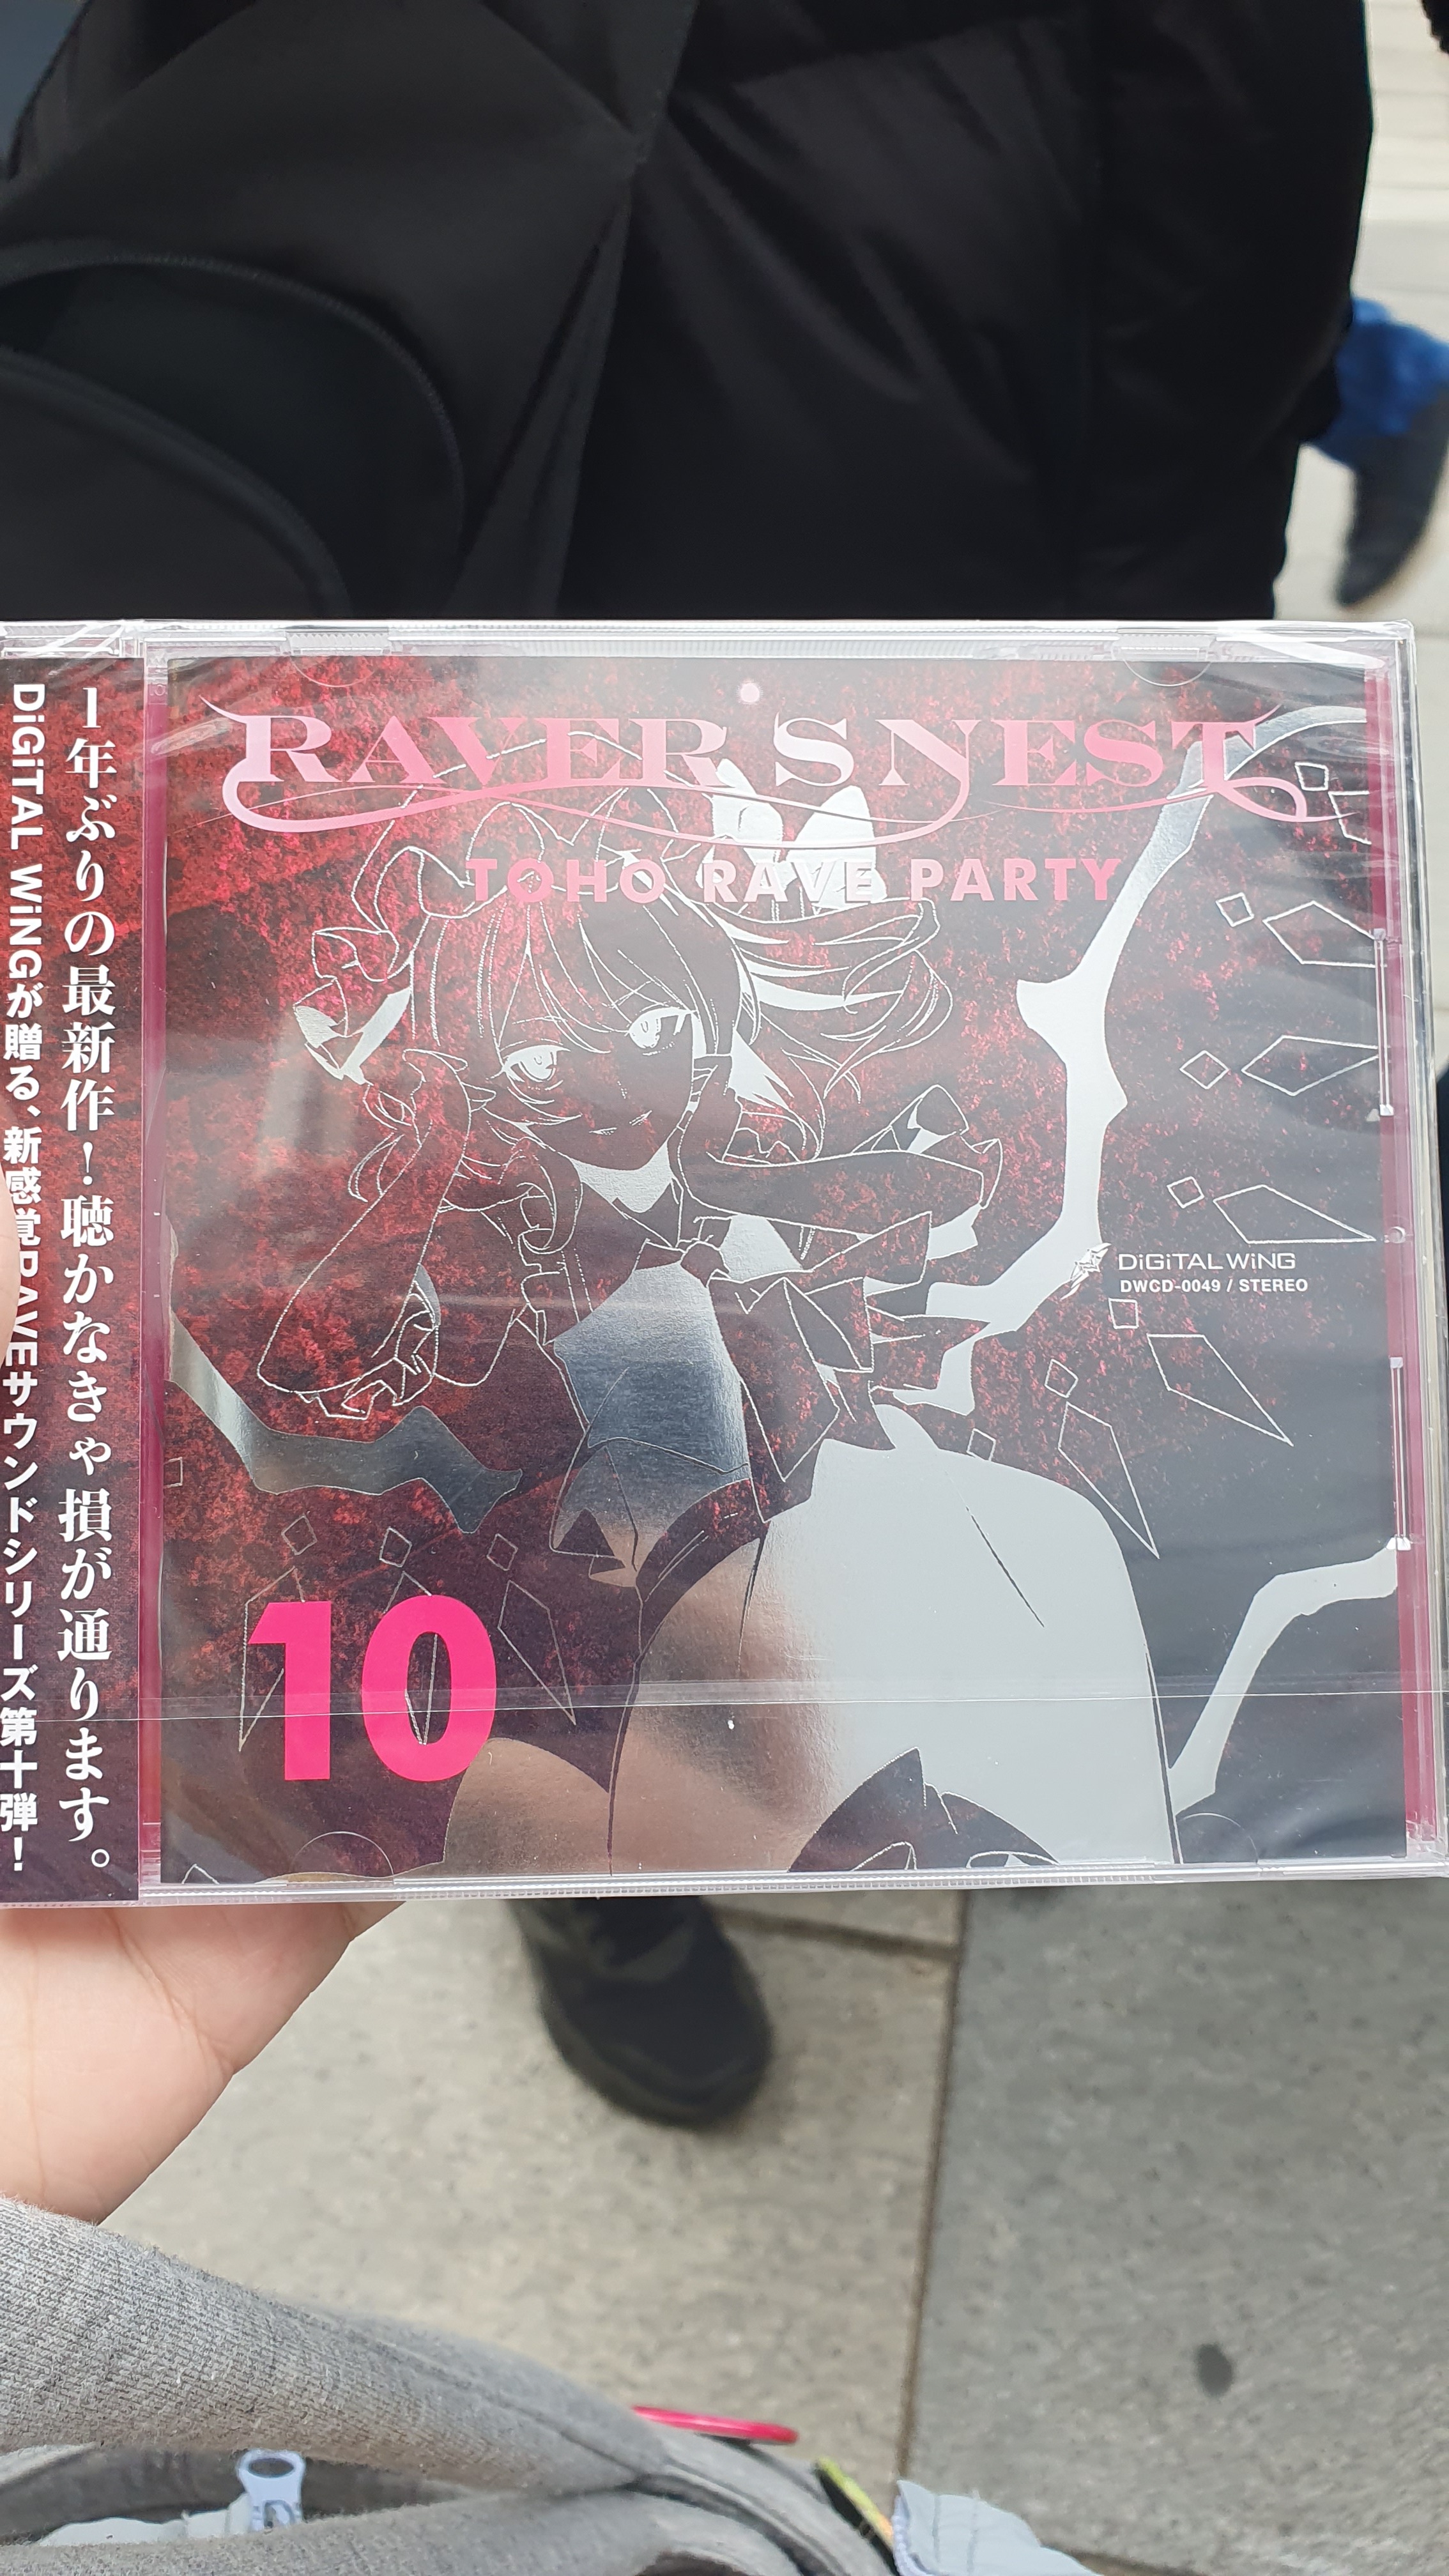 1年ぶりの最新作！聴かなきゃ損が通ります。
DiGiTAL WiNGが贈る、新感覚RAVEサウンドシリーズ第十弾！
RAVER'S NEST
TOHO RAVE PARTY
DiGiTAL WiNG
DWCD-0049 / STEREO
10